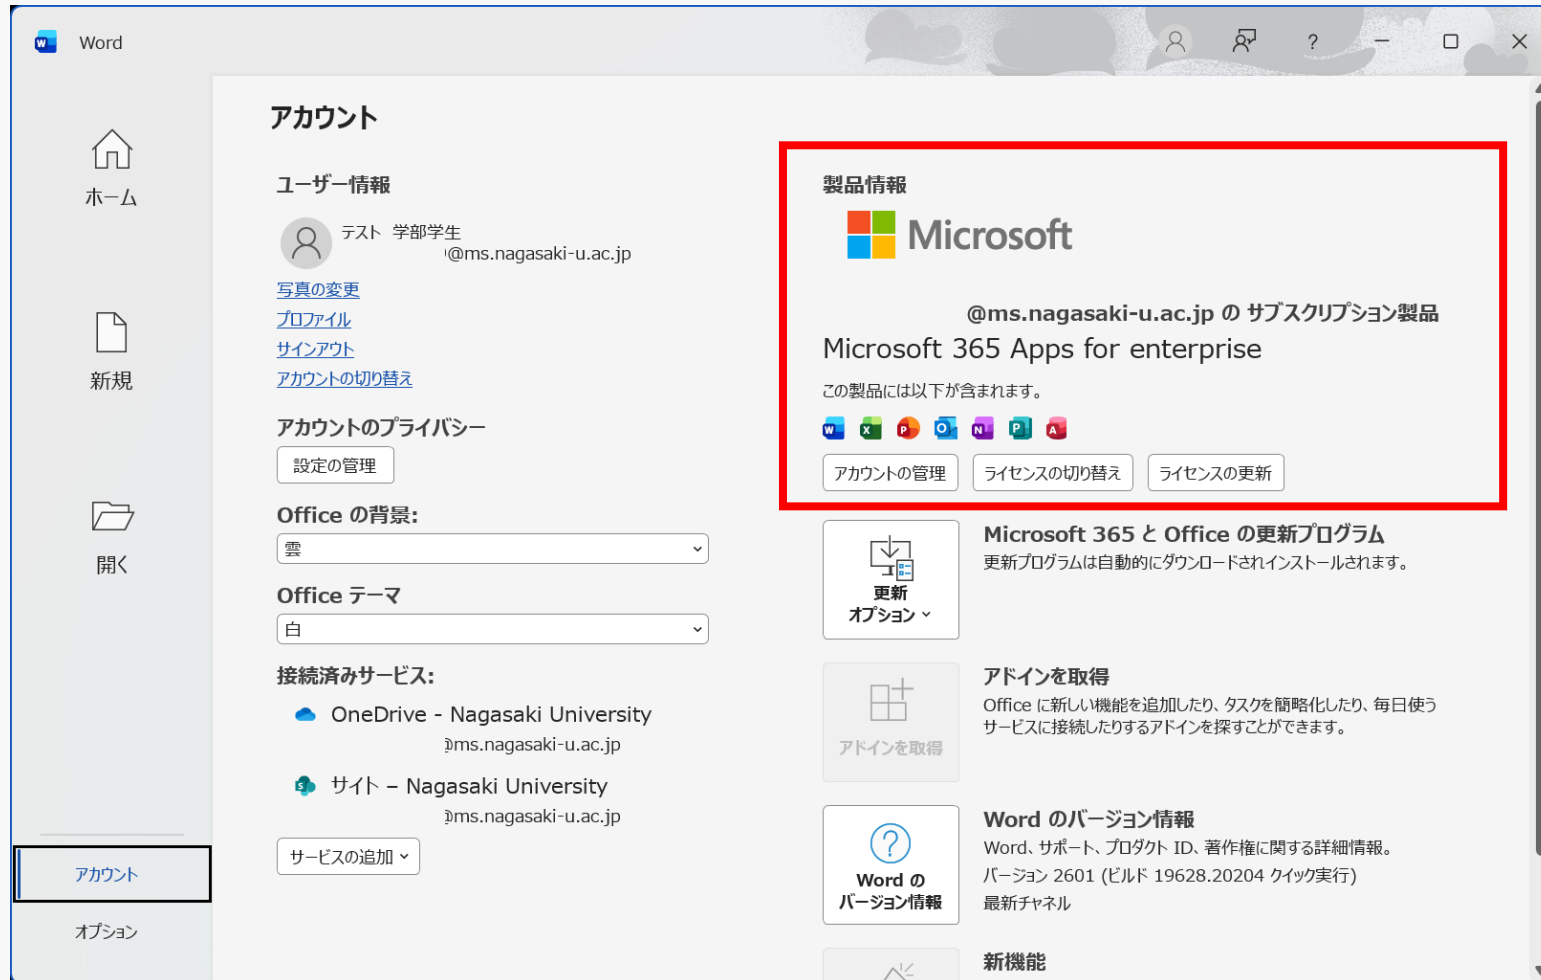 Word
?
ホーム
新規
開く
アカウント
オプション
アカウント
ユーザー情報
テスト 学部学生
@ms.nagasaki-u.ac.jp
写真の変更
プロファイル
サインアウト
アカウントの切り替え
アカウントのプライバシー
設定の管理
Office の背景:
雲
Office テーマ
白
接続済みサービス:
OneDrive - Nagasaki University
@ms.nagasaki-u.ac.jp
サイト – Nagasaki University
@ms.nagasaki-u.ac.jp
サービスの追加
製品情報
Microsoft
@ms.nagasaki-u.ac.jp の サブスクリプション製品
Microsoft 365 Apps for enterprise
この製品には以下が含まれます。
アカウントの管理 ライセンスの切り替え ライセンスの更新
更新
オプション
Microsoft 365 と Office の更新プログラム
更新プログラムは自動的にダウンロードされインストールされます。
アドインを取得
アドインを取得
Office に新しい機能を追加したり、タスクを簡略化したり、毎日使う
サービスに接続したりするアドインを探すことができます。
Word の
バージョン情報
Word のバージョン情報
Word、サポート、プロダクト ID、著作権に関する詳細情報。
バージョン 2601 (ビルド 19628.20204 クイック実行)
最新チャネル
新機能